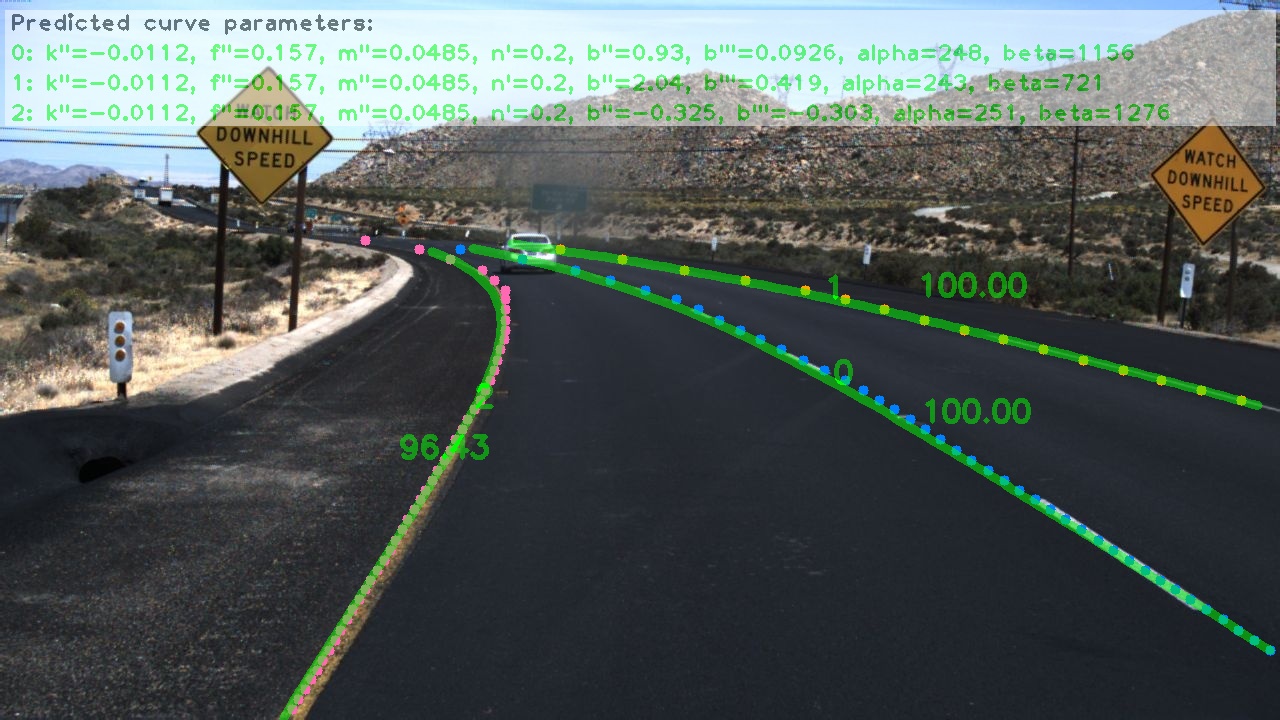 Predicted curve parameters:
0: k''=-0.0112, f''=0.157, m''=0.0485, n'=0.2, b''=0.93, b'''=0.0926, alpha=248, beta=1156
1: k''=-0.0112, f''=0.157, m''=0.0485, n'=0.2, b''=2.04, b'''=0.419, alpha=243, beta=721
2: k''=-0.0112, f''=0.157, m''=0.0485, n'=0.2, b''=-0.325, b'''=-0.303, alpha=251, beta=1276
DOWNHILL
SPEED
WATCH
DOWNHILL
SPEED
1 100.00
0
100.00
2
96.43